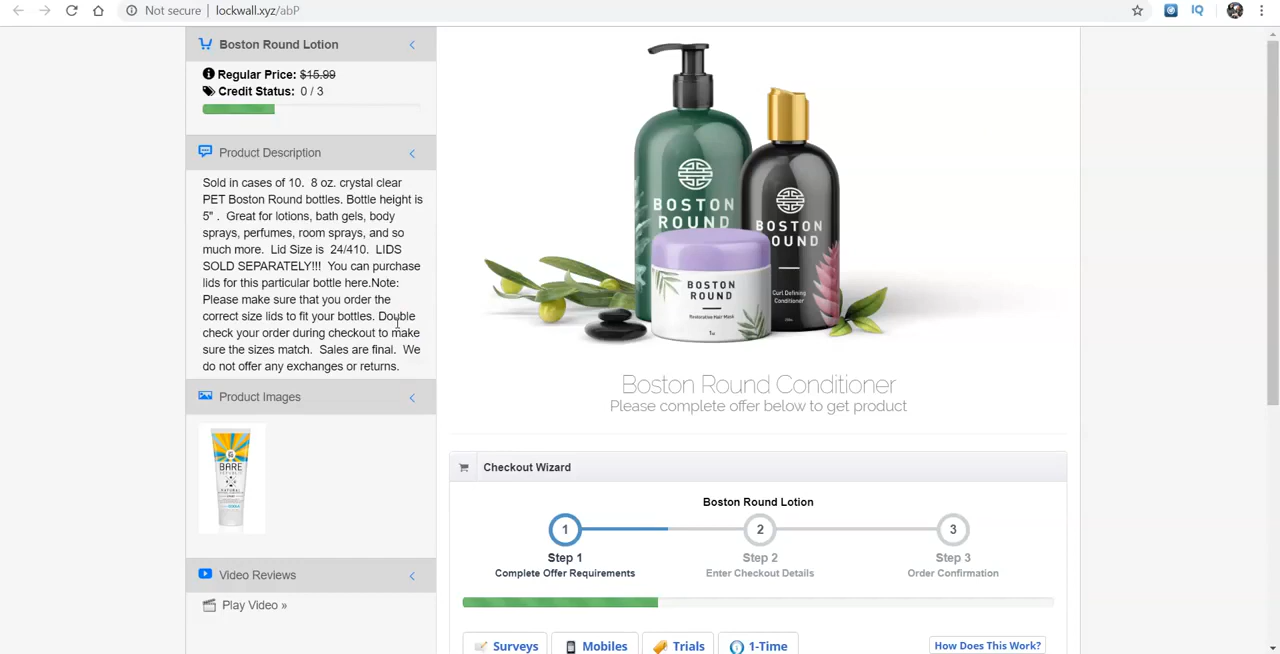 Not secure | lockwall.xyz/abP
IQ
Boston Round Lotion
Regular Price: $15.99
Credit Status: 0 / 3
Product Description
Sold in cases of 10. 8 oz. crystal clear
PET Boston Round bottles. Bottle height is
5" . Great for lotions, bath gels, body
sprays, perfumes, room sprays, and so
much more. Lid Size is 24/410. LIDS
SOLD SEPARATELY!!! You can purchase
lids for this particular bottle here.Note:
Please make sure that you order the
correct size lids to fit your bottles. Double
check your order during checkout to make
sure the sizes match. Sales are final. We
do not offer any exchanges or returns.
Product Images
BARE
Video Reviews
Play Video »
BOSTON
ROUND
BOSTON
ROUND
Curl Defining
Conditioner
BOSTON
ROUND
Restorative Hair Mask
Boston Round Conditioner
Please complete offer below to get product
Checkout Wizard
Boston Round Lotion
1
2
3
Step 1
Step 2
Step 3
Complete Offer Requirements
Enter Checkout Details
Order Confirmation
Surveys
Mobiles
Trials
1-Time
How Does This Work?